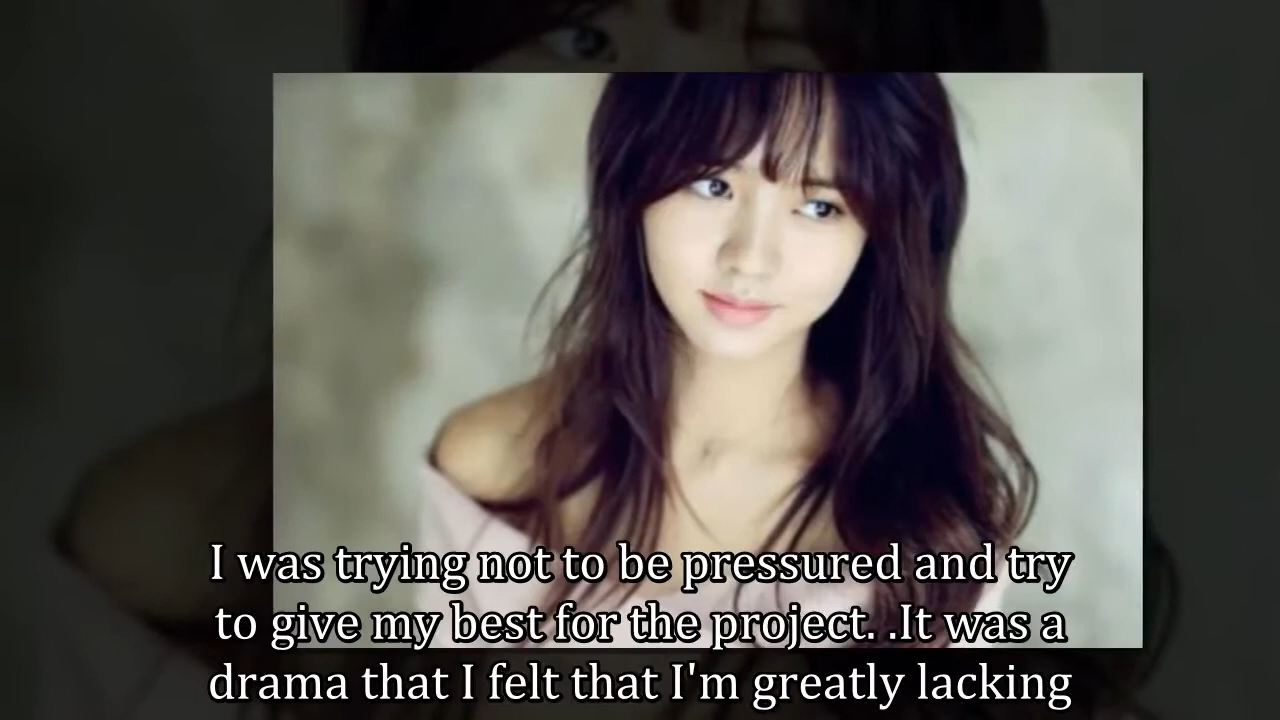 I was trying not to be pressured and try
to give my best for the project. .It was a
drama that I felt that I'm greatly lacking